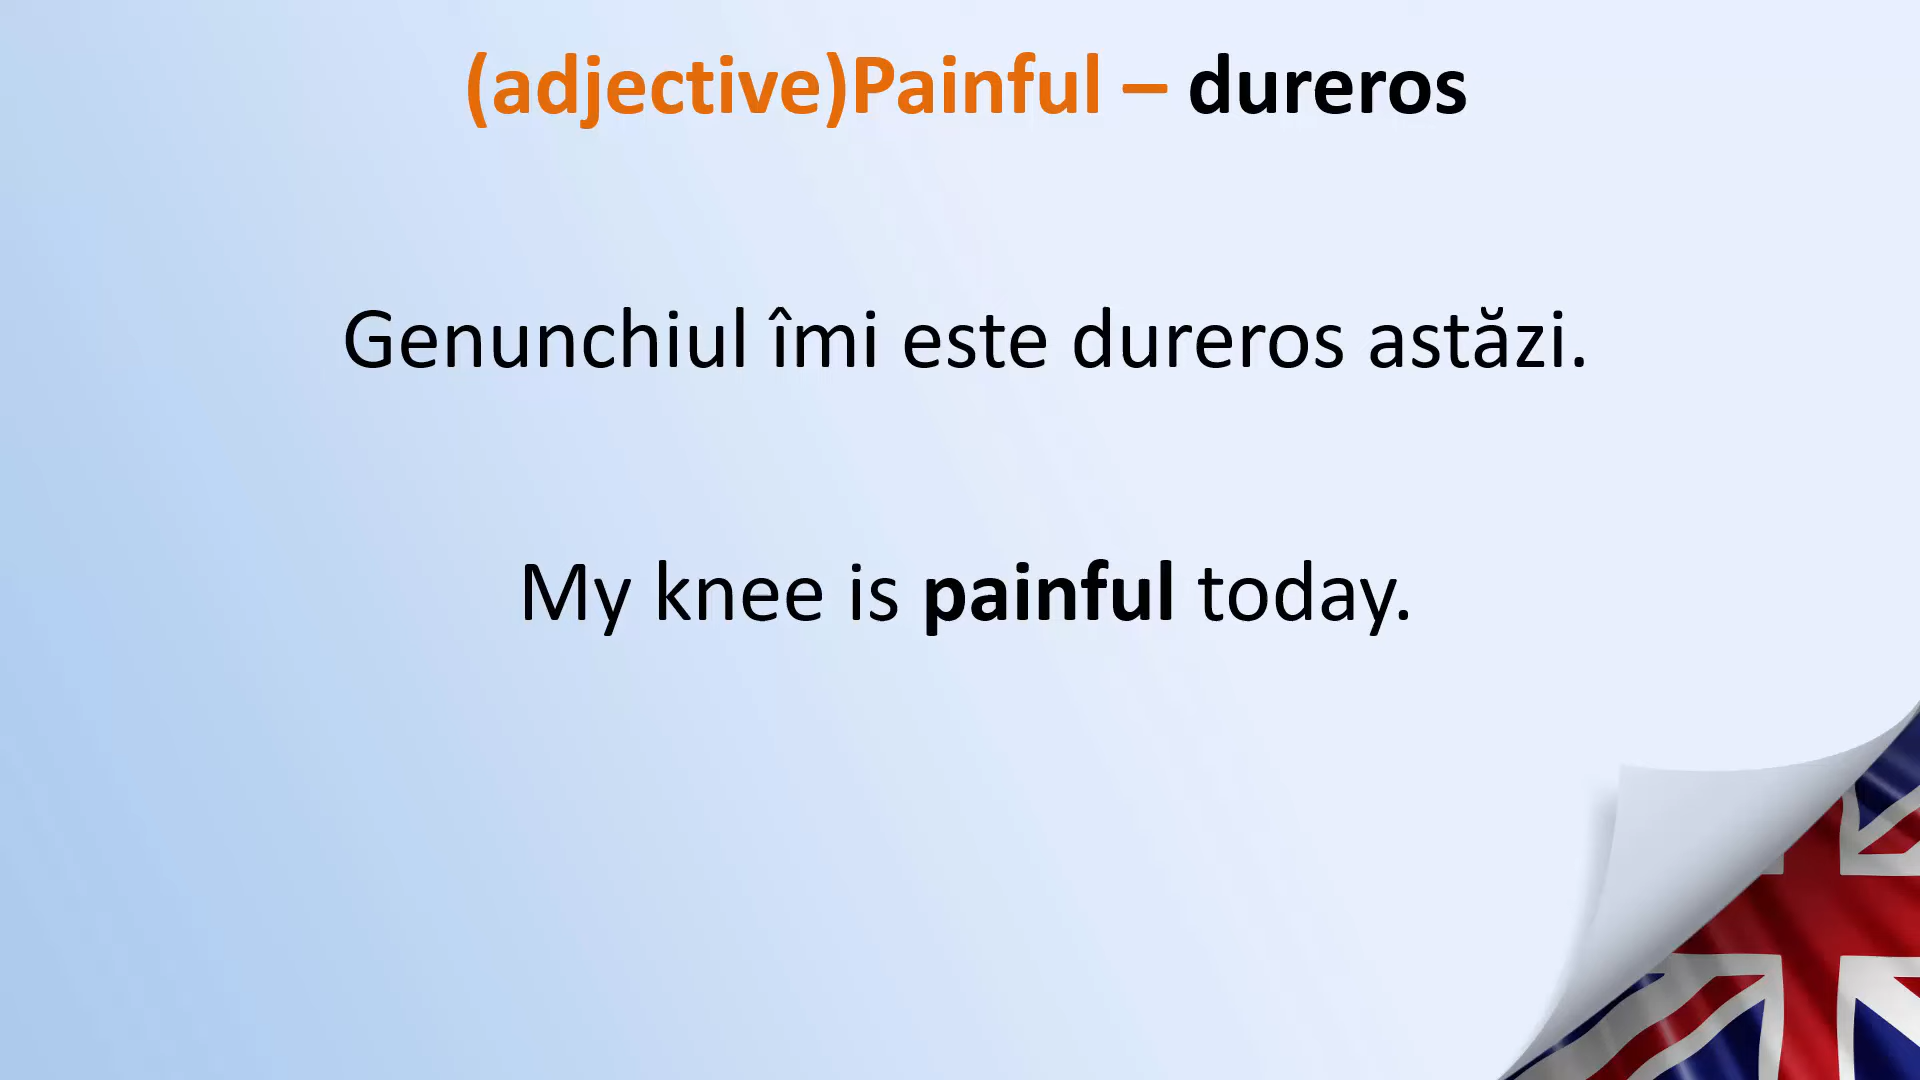 (adjective)Painful – dureros
Genunchiul îmi este dureros astăzi.
My knee is painful today.